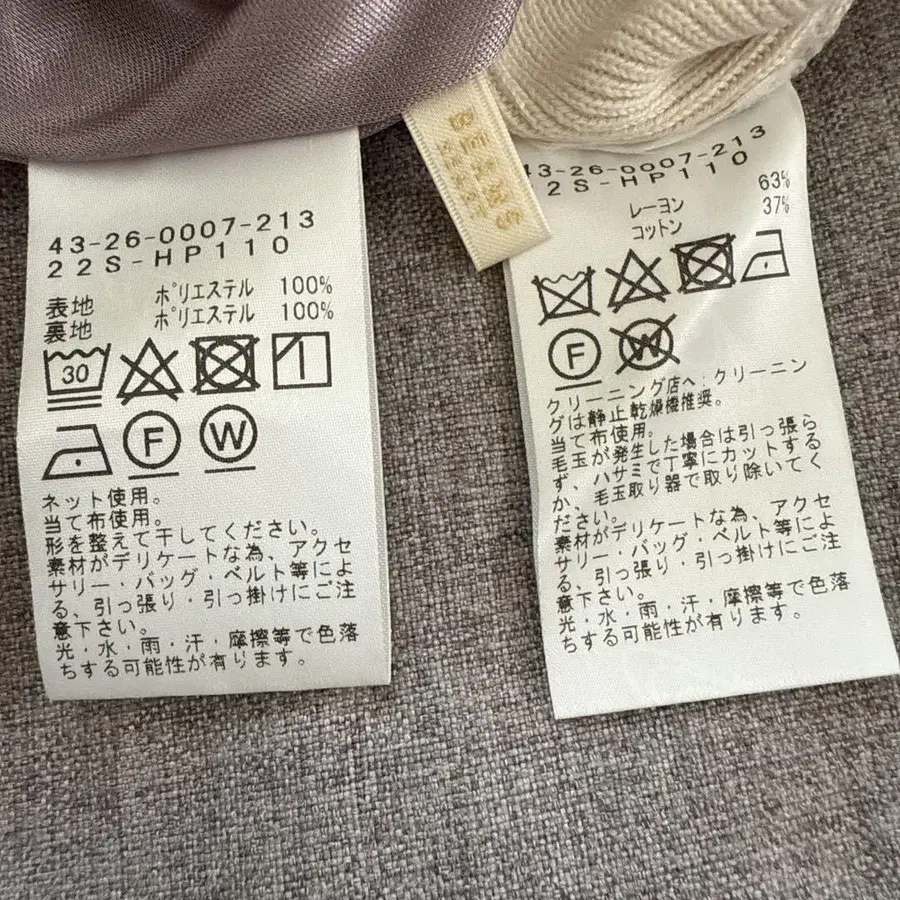 43-26-0007-213
22S-HP110
表地 ポリエステル 100%
裏地 ポリエステル 100%
30
F
W
ネット使用。
当て布使用。
形を整えて干してください。
素材がデリケートな為、アクセ
サリー・バッグ・ベルト等によ
る、引っ張り・引っ掛けにご注
意下さい。
光・水・雨・汗・摩擦等で色落
ちする可能性が有ります。
43-26-0007-213
22S-HP110
レーヨン 63%
コットン 37%
F
W
クリーニング店へ:クリーニン
グは静止乾燥機推奨。
当て布使用。
毛玉が発生した場合は引っ張ら
ず、ハサミで丁寧にカットする
か、毛玉取り器で取り除いてく
ださい。
素材がデリケートな為、アクセ
サリー・バッグ・ベルト等によ
る、引っ張り・引っ掛けにご注
意下さい。
光・水・雨・汗・摩擦等で色落
ちする可能性が有ります。